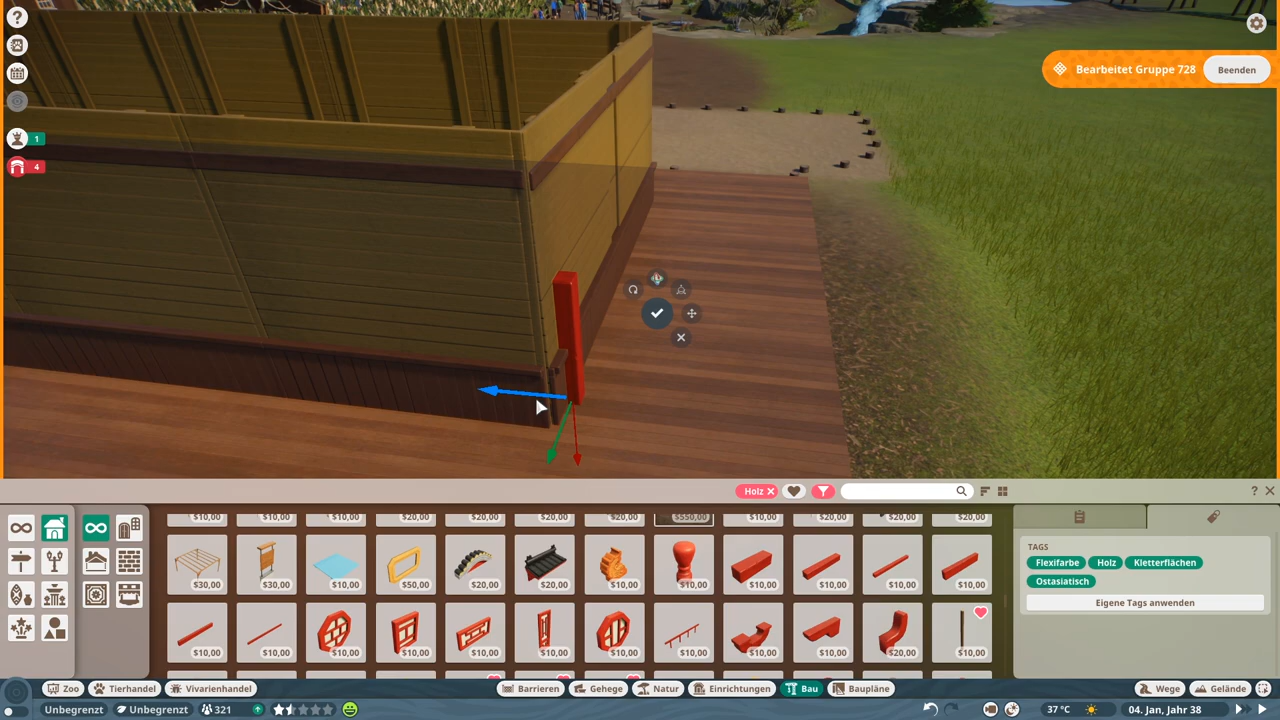 ?
Bearbeitet Gruppe 728
Beenden
1
4
Holz ×
? ×
$10,00 $10,00 $10,00 $20,00 $20,00 $20,00 $20,00 $550,00 $10,00 $10,00 $20,00 $20,00
$30,00 $30,00 $10,00 $50,00 $20,00 $20,00 $10,00 $10,00 $10,00 $10,00 $10,00 $10,00
$10,00 $10,00 $10,00 $10,00 $10,00 $10,00 $10,00 $10,00 $10,00 $10,00 $20,00 $10,00
TAGS
Flexifarbe Holz Kletterflächen
Ostasiatisch
Eigene Tags anwenden
Zoo Tierhandel Vivarienhandel Barrieren Gehege Natur Einrichtungen Bau Baupläne Wege Gelände
Unbegrenzt Unbegrenzt 321 37 °C 04. Jan, Jahr 38